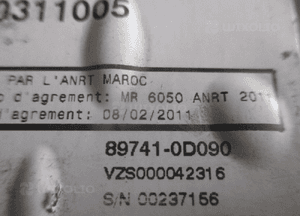 0311005
PAR L'ANRT MAROC
d'agrement: MR 6050 ANRT 2011
d'agrement: 08/02/2011
89741-0D090
VZS000042316
S/N 00237156